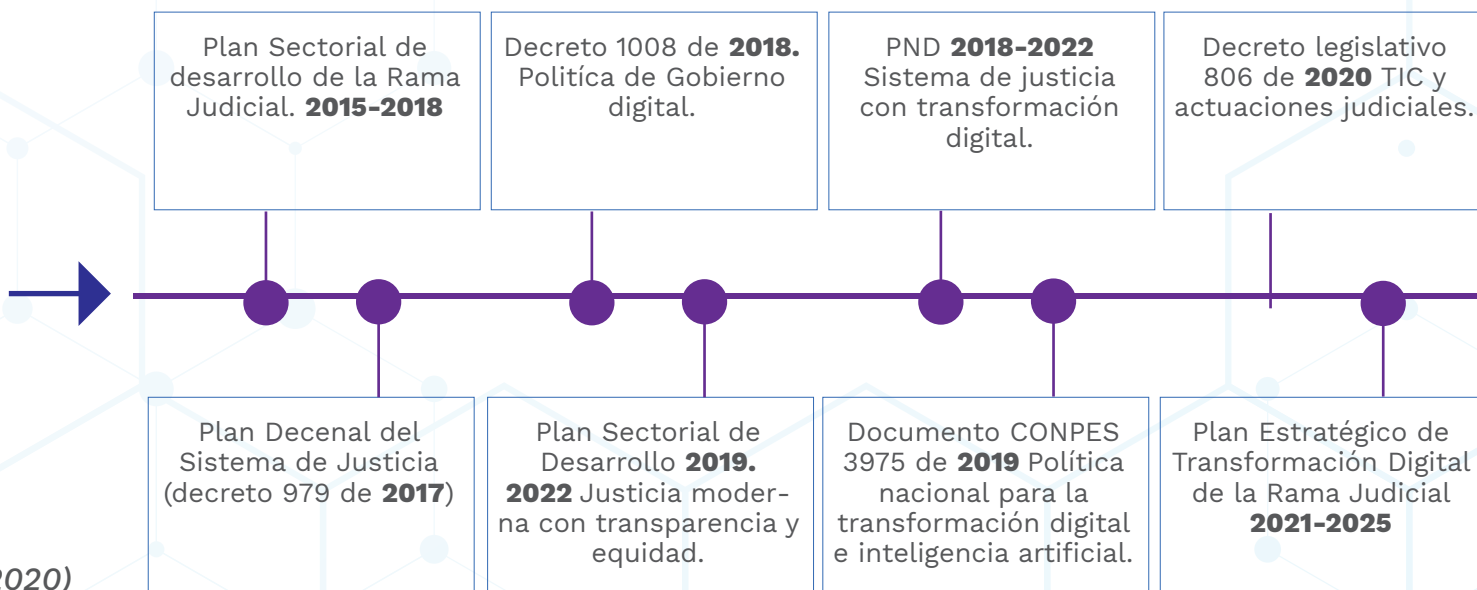 Plan Sectorial de
desarrollo de la Rama
Judicial. 2015-2018
Decreto 1008 de 2018.
Politíca de Gobierno
digital.
PND 2018-2022
Sistema de justicia
con transformación
digital.
Decreto legislativo
806 de 2020 TIC y
actuaciones judiciales.
Plan Decenal del
Sistema de Justicia
(decreto 979 de 2017)
Plan Sectorial de
Desarrollo 2019.
2022 Justicia moder-
na con transparencia y
equidad.
Documento CONPES
3975 de 2019 Política
nacional para la
transformación digital
e inteligencia artificial.
Plan Estratégico de
Transformación Digital
de la Rama Judicial
2021-2025
2020)